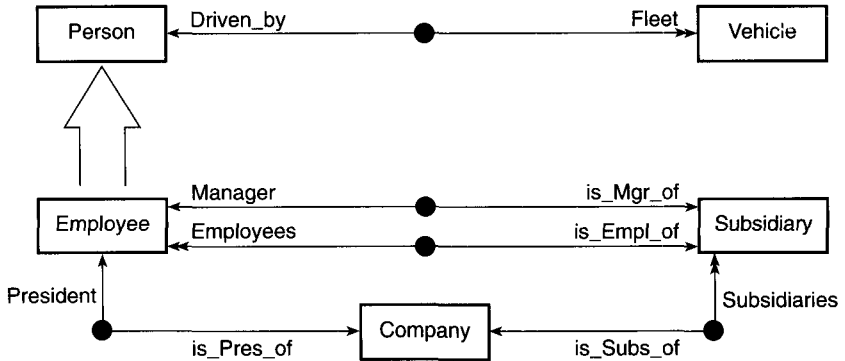 Person
Driven_by
Fleet
Vehicle
Employee
Manager
is_Mgr_of
Subsidiary
Employees
is_Empl_of
President
Subsidiaries
is_Pres_of
Company
is_Subs_of